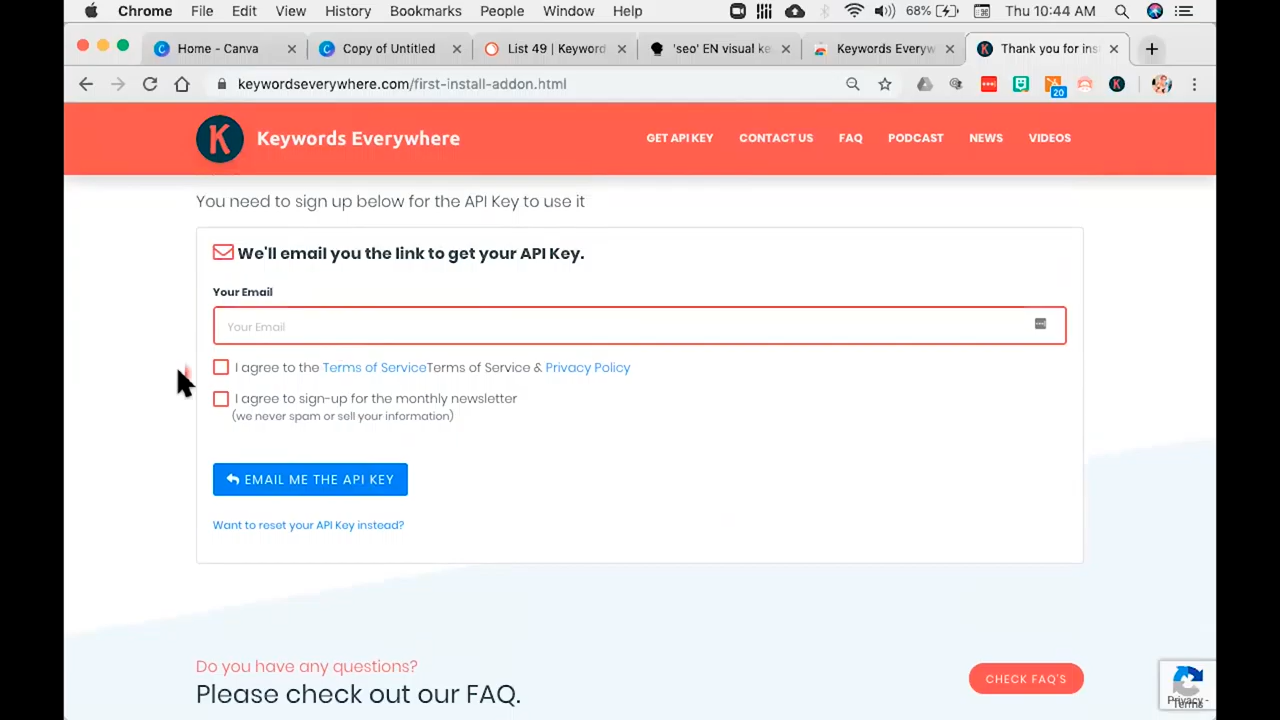 Chrome File Edit View History Bookmarks People Window Help 68% Thu 10:44 AM
Home - Canva Copy of Untitled List 49 | Keyword 'seo' EN visual ke Keywords Everyw Thank you for ins
keywordseverywhere.com/first-install-addon.html
20
K Keywords Everywhere GET API KEY CONTACT US FAQ PODCAST NEWS VIDEOS
You need to sign up below for the API Key to use it
We'll email you the link to get your API Key.
Your Email
Your Email
I agree to the Terms of ServiceTerms of Service & Privacy Policy
I agree to sign-up for the monthly newsletter
(we never spam or sell your information)
EMAIL ME THE API KEY
Want to reset your API Key instead?
Do you have any questions?
Please check out our FAQ.
CHECK FAQ'S
Privacy - Terms